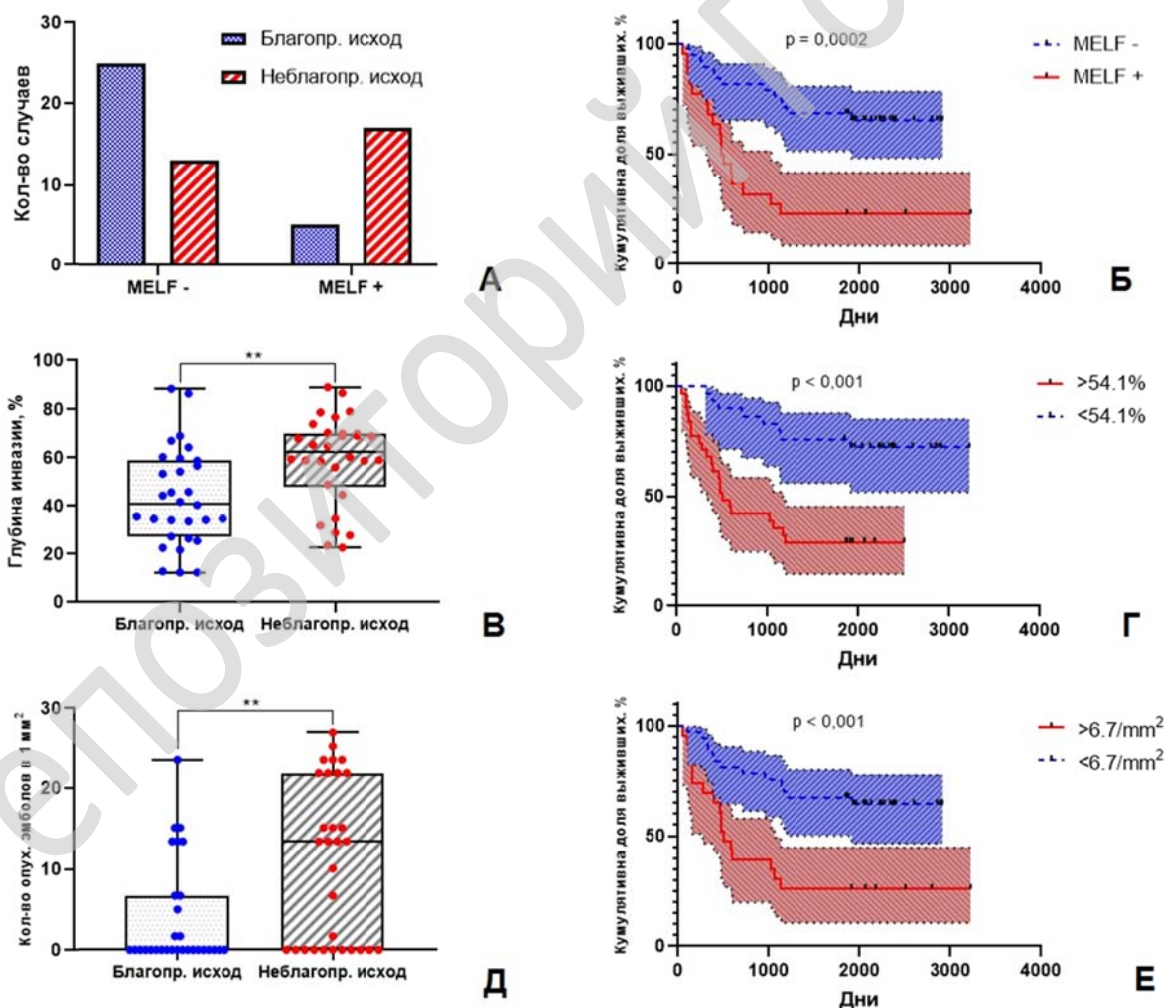 30
20
10
0
Кол-во случаев
Благопр. исход
Неблагопр. исход
MELF -
MELF +
А
100
50
0
Кумулятивна доля выживших. %
p = 0,0002
MELF -
MELF +
0
1000
2000
3000
4000
Дни
Б
100
80
60
40
20
0
Глубина инвазии, %
**
Благопр. исход
Неблагопр. исход
В
100
50
0
Кумулятивна доля выживших. %
p < 0,001
>54.1%
<54.1%
0
1000
2000
3000
4000
Дни
Г
30
20
10
0
Кол-во опух. эмболов в 1 мм²
**
Благопр. исход
Неблагопр. исход
Д
100
50
0
Кумулятивна доля выживших. %
p < 0,001
>6.7/mm²
<6.7/mm²
0
1000
2000
3000
4000
Дни
Е